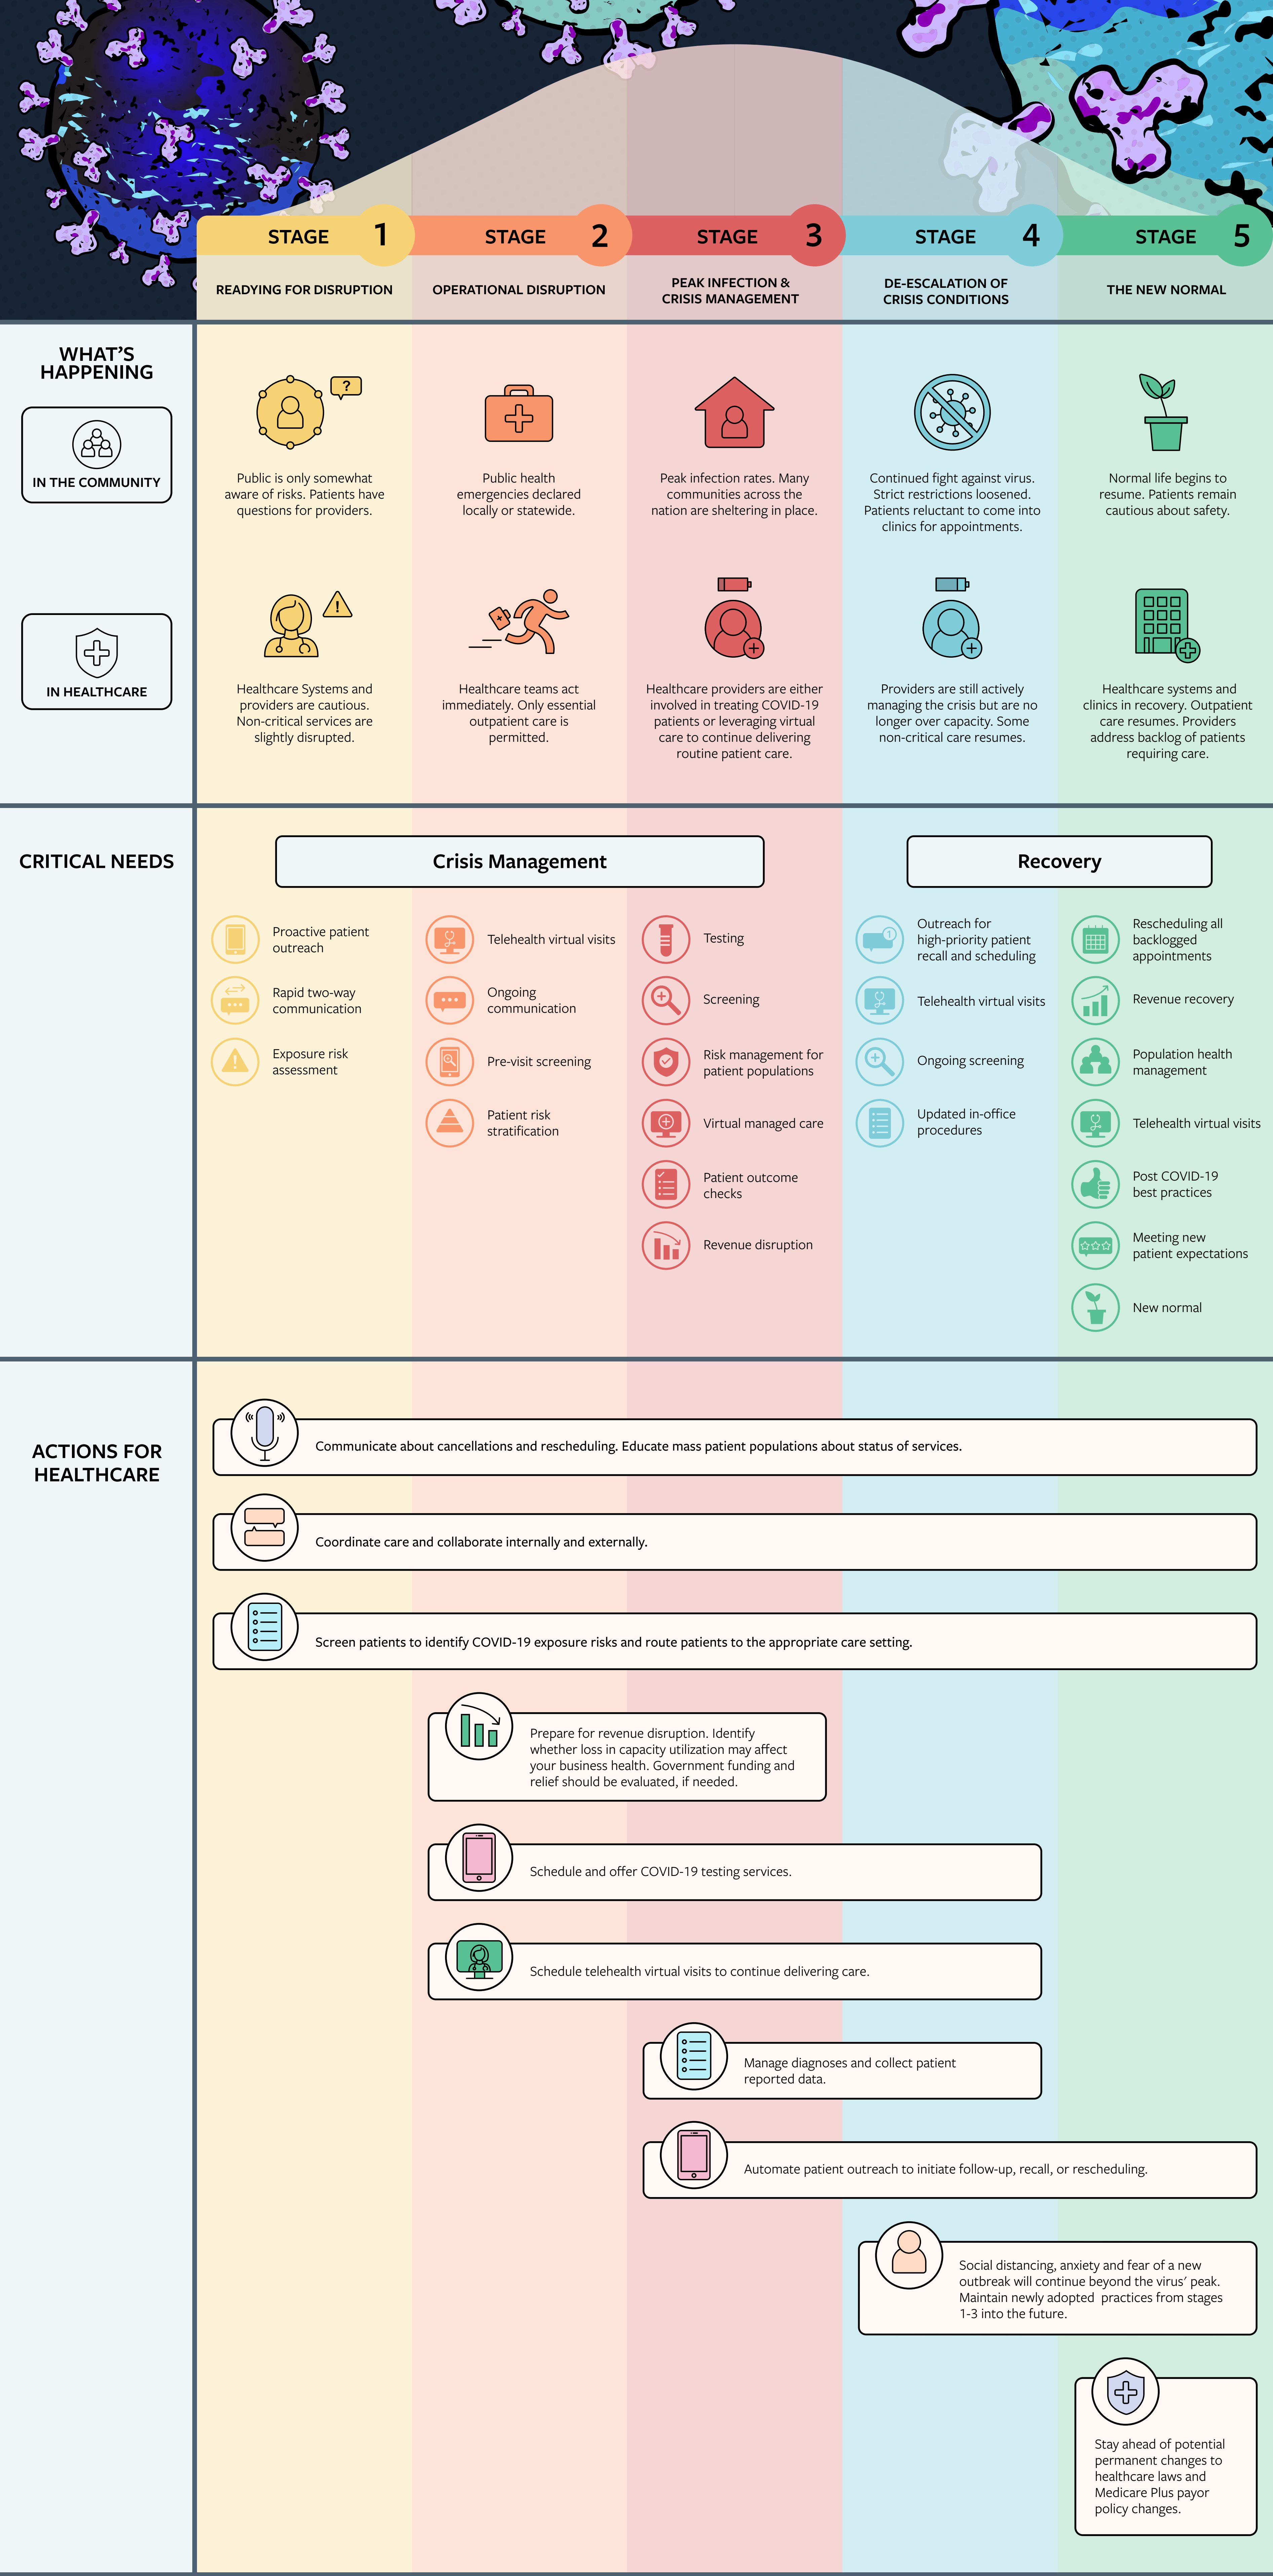 STAGE 1
STAGE 2
STAGE 3
STAGE 4
STAGE 5
READYING FOR DISRUPTION
OPERATIONAL DISRUPTION
PEAK INFECTION &
CRISIS MANAGEMENT
DE-ESCALATION OF
CRISIS CONDITIONS
THE NEW NORMAL
WHAT'S
HAPPENING
IN THE COMMUNITY
?
Public is only somewhat
aware of risks. Patients have
questions for providers.
Public health
emergencies declared
locally or statewide.
Peak infection rates. Many
communities across the
nation are sheltering in place.
Continued fight against virus.
Strict restrictions loosened.
Patients reluctant to come into
clinics for appointments.
Normal life begins to
resume. Patients remain
cautious about safety.
IN HEALTHCARE
!
Healthcare Systems and
providers are cautious.
Non-critical services are
slightly disrupted.
Healthcare teams act
immediately. Only essential
outpatient care is
permitted.
Healthcare providers are either
involved in treating COVID-19
patients or leveraging virtual
care to continue delivering
routine patient care.
Providers are still actively
managing the crisis but are no
longer over capacity. Some
non-critical care resumes.
Healthcare systems and
clinics in recovery. Outpatient
care resumes. Providers
address backlog of patients
requiring care.
CRITICAL NEEDS
Crisis Management
Recovery
Proactive patient
outreach
Rapid two-way
communication
!
Exposure risk
assessment
Telehealth virtual visits
Ongoing
communication
Pre-visit screening
Patient risk
stratification
Testing
Screening
Risk management for
patient populations
Virtual managed care
Patient outcome
checks
Revenue disruption
1
Outreach for
high-priority patient
recall and scheduling
Telehealth virtual visits
Ongoing screening
Updated in-office
procedures
Rescheduling all
backlogged
appointments
Revenue recovery
Population health
management
Telehealth virtual visits
Post COVID-19
best practices
Meeting new
patient expectations
New normal
ACTIONS FOR
HEALTHCARE
Communicate about cancellations and rescheduling. Educate mass patient populations about status of services.
Coordinate care and collaborate internally and externally.
Screen patients to identify COVID-19 exposure risks and route patients to the appropriate care setting.
Prepare for revenue disruption. Identify
whether loss in capacity utilization may affect
your business health. Government funding and
relief should be evaluated, if needed.
Schedule and offer COVID-19 testing services.
Schedule telehealth virtual visits to continue delivering care.
Manage diagnoses and collect patient
reported data.
Automate patient outreach to initiate follow-up, recall, or rescheduling.
Social distancing, anxiety and fear of a new
outbreak will continue beyond the virus' peak.
Maintain newly adopted practices from stages
1-3 into the future.
Stay ahead of potential
permanent changes to
healthcare laws and
Medicare Plus payor
policy changes.